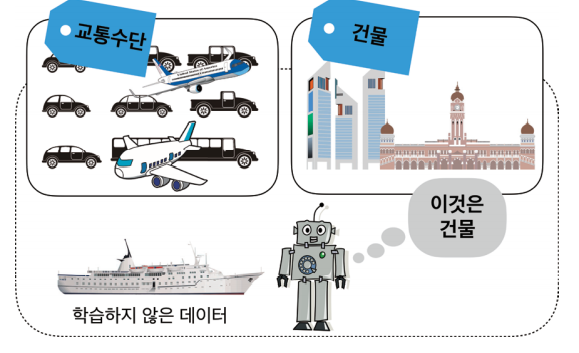 교통수단
건물
이것은
건물
학습하지 않은 데이터